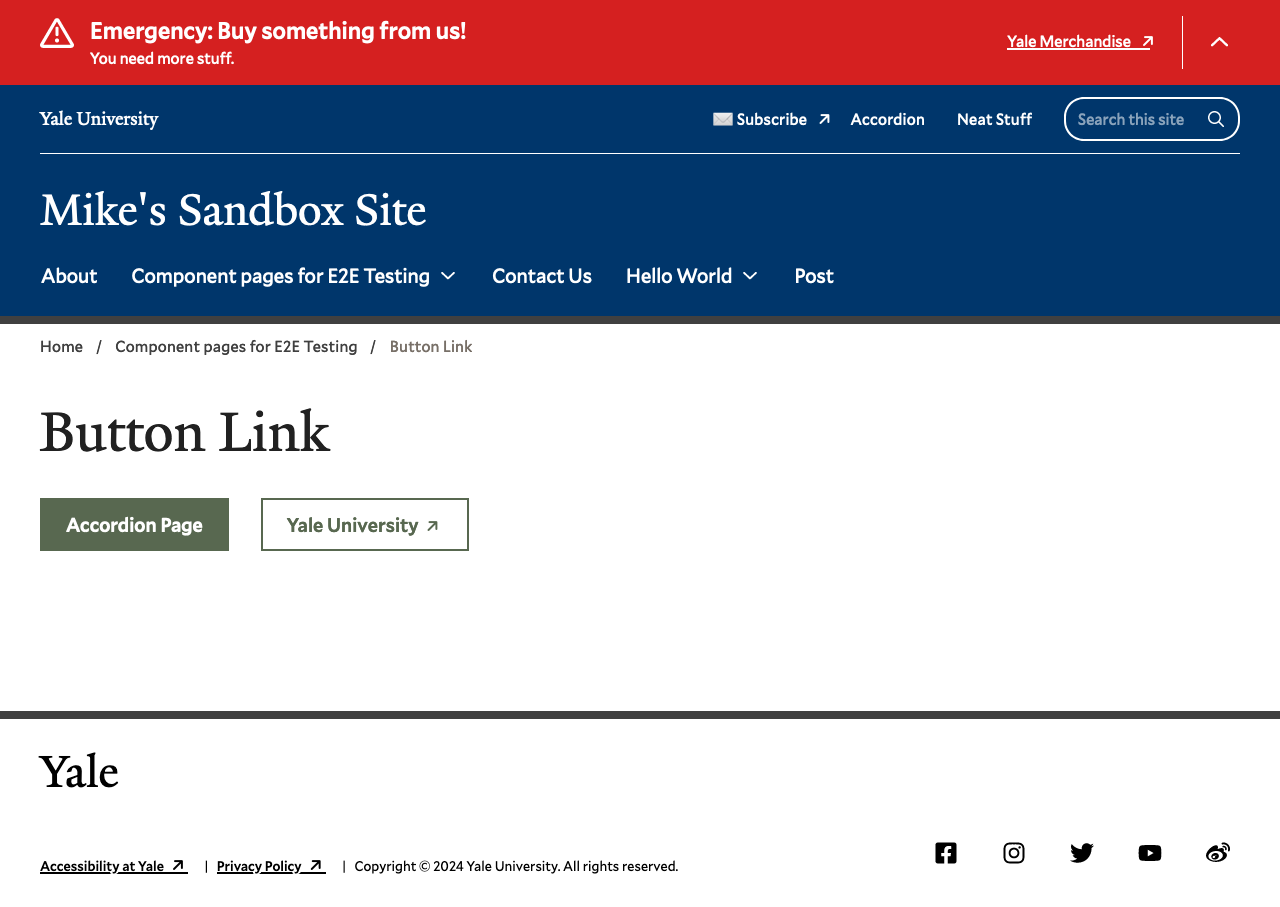 Emergency: Buy something from us!
You need more stuff.
Yale Merchandise
Yale University
Subscribe
Accordion
Neat Stuff
Search this site
Mike's Sandbox Site
About
Component pages for E2E Testing
Contact Us
Hello World
Post
Home / Component pages for E2E Testing / Button Link
Button Link
Accordion Page
Yale University
Yale
Accessibility at Yale | Privacy Policy | Copyright © 2024 Yale University. All rights reserved.